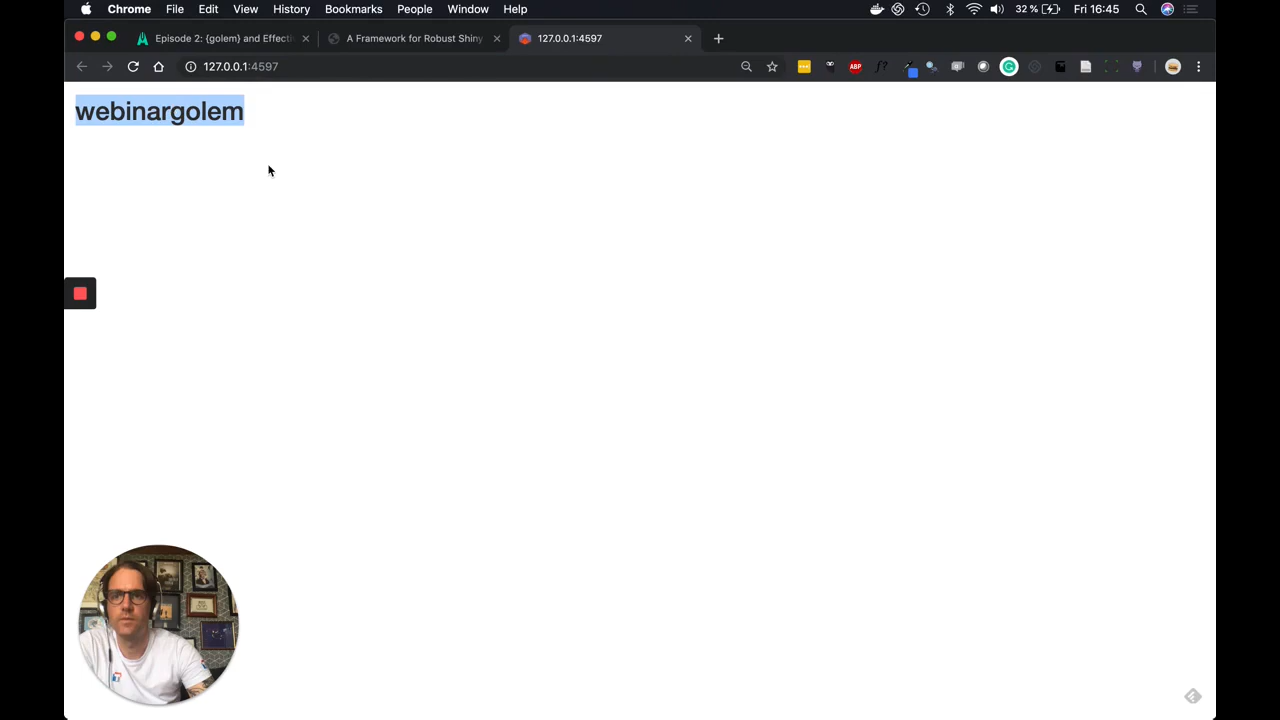 Chrome File Edit View History Bookmarks People Window Help 32 % Fri 16:45
Episode 2: {golem} and Effecti
A Framework for Robust Shiny
127.0.0.1:4597
127.0.0.1:4597
ABP
f?
webinargolem